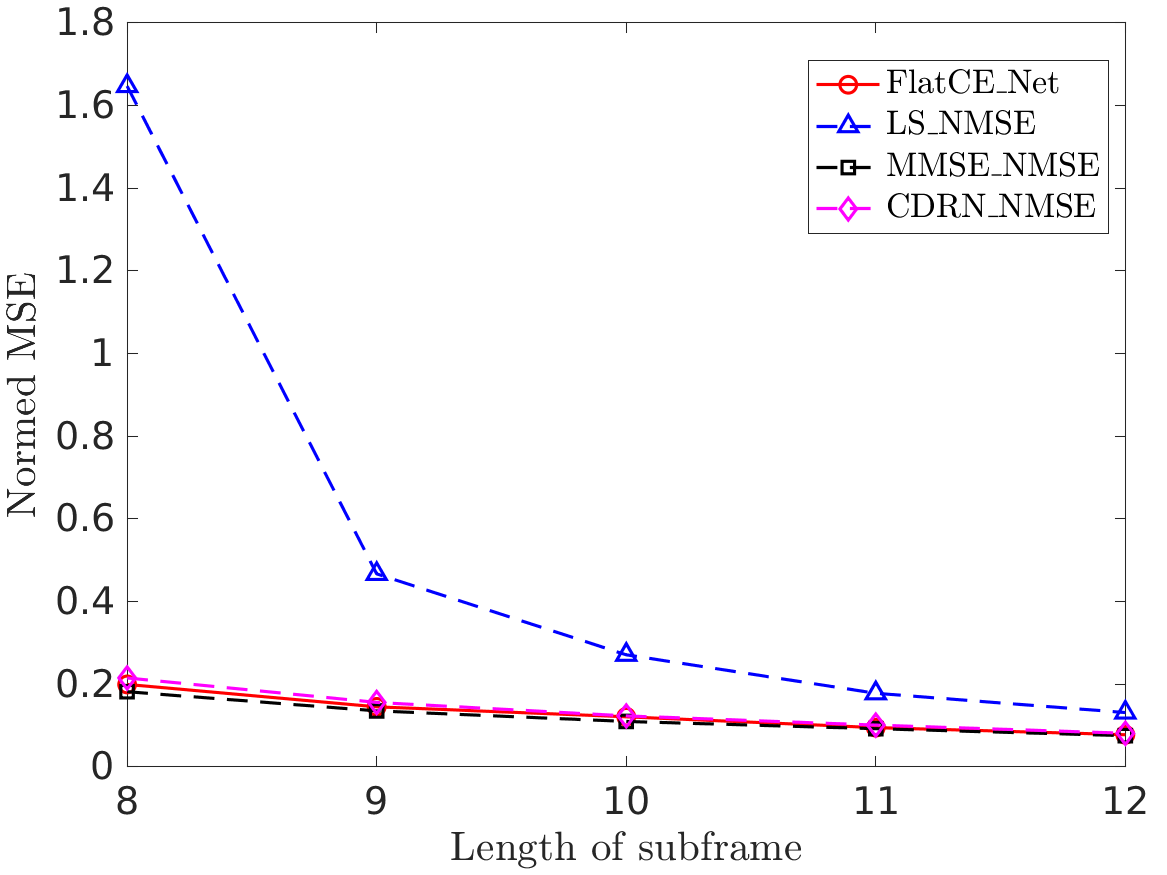 1.8
1.6
1.4
1.2
1
0.8
0.6
0.4
0.2
0
Normed MSE
FlatCE_Net
LS_NMSE
MMSE_NMSE
CDRN_NMSE
8 9 10 11 12
Length of subframe